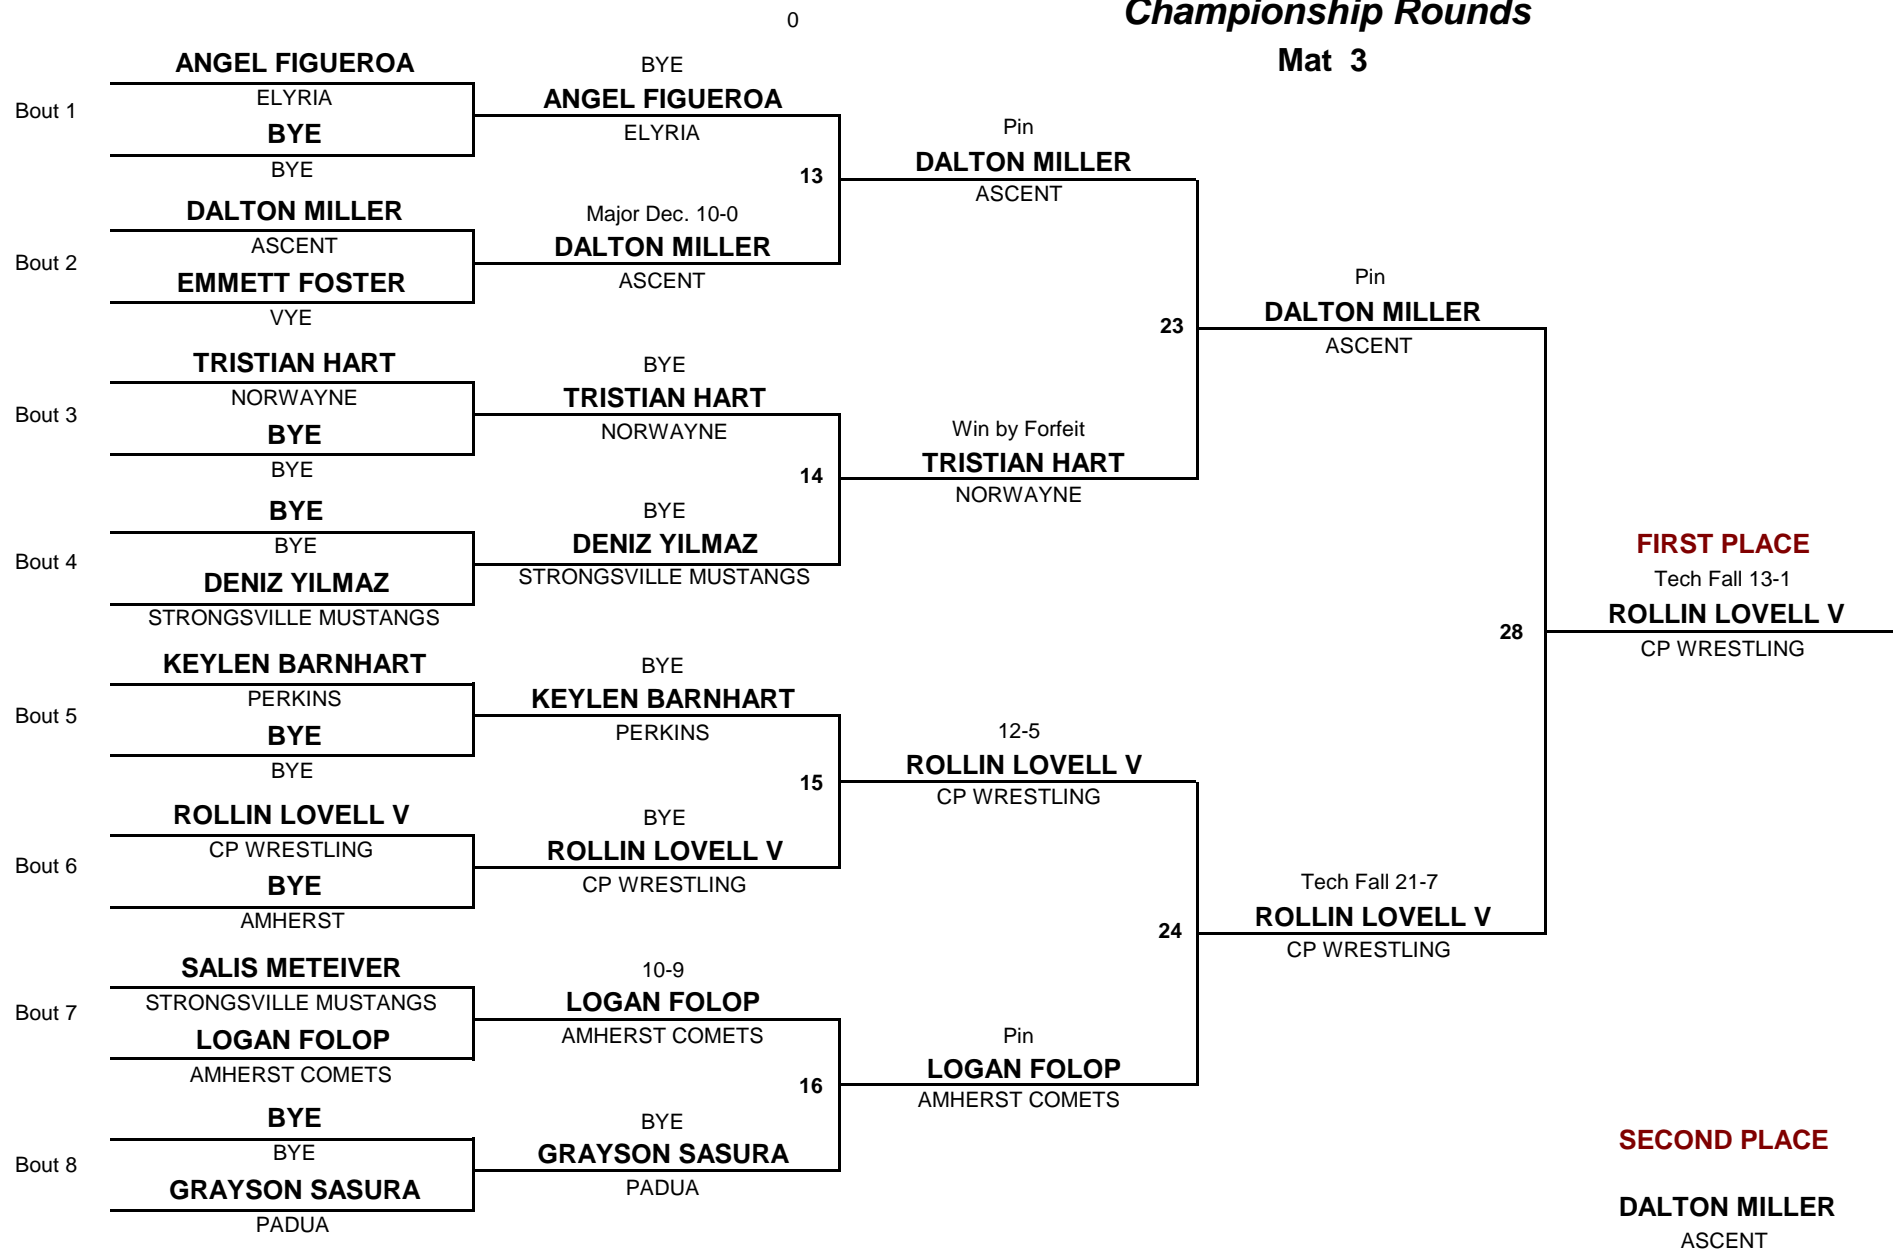 0
Championship Rounds
Mat 3
Bout 1
ANGEL FIGUEROA
ELYRIA
BYE
BYE
Bout 2
DALTON MILLER
ASCENT
EMMETT FOSTER
VYE
Bout 3
TRISTIAN HART
NORWAYNE
BYE
BYE
Bout 4
BYE
BYE
DENIZ YILMAZ
STRONGSVILLE MUSTANGS
Bout 5
KEYLEN BARNHART
PERKINS
BYE
BYE
Bout 6
ROLLIN LOVELL V
CP WRESTLING
BYE
AMHERST
Bout 7
SALIS METEIVER
STRONGSVILLE MUSTANGS
LOGAN FOLOP
AMHERST COMETS
Bout 8
BYE
BYE
GRAYSON SASURA
PADUA
BYE
ANGEL FIGUEROA
ELYRIA
13
Major Dec. 10-0
DALTON MILLER
ASCENT
BYE
TRISTIAN HART
NORWAYNE
14
BYE
DENIZ YILMAZ
STRONGSVILLE MUSTANGS
BYE
KEYLEN BARNHART
PERKINS
15
BYE
ROLLIN LOVELL V
CP WRESTLING
10-9
LOGAN FOLOP
AMHERST COMETS
16
BYE
GRAYSON SASURA
PADUA
Pin
DALTON MILLER
ASCENT
23
Win by Forfeit
TRISTIAN HART
NORWAYNE
12-5
ROLLIN LOVELL V
CP WRESTLING
24
Pin
LOGAN FOLOP
AMHERST COMETS
Pin
DALTON MILLER
ASCENT
28
Tech Fall 21-7
ROLLIN LOVELL V
CP WRESTLING
FIRST PLACE
Tech Fall 13-1
ROLLIN LOVELL V
CP WRESTLING
SECOND PLACE
DALTON MILLER
ASCENT